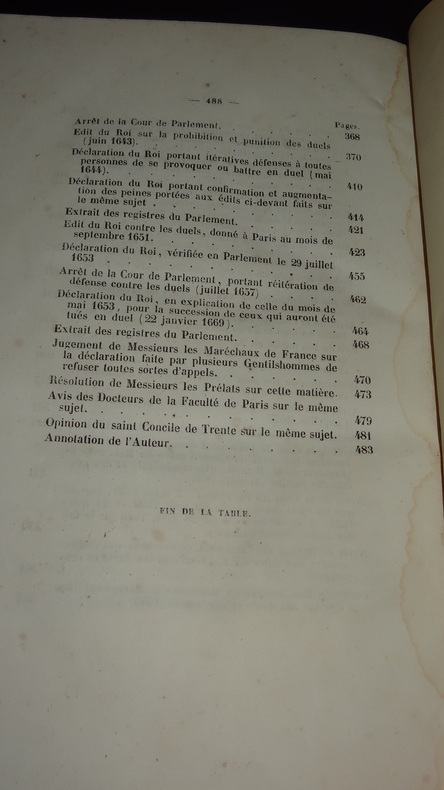 — 488 —
Pages.
Arrêt de la Cour de Parlement. . . . . . . 368
Edit du Roi sur la prohibition et punition des duels
(juin 1643). . . . . . . . . . . 370
Déclaration du Roi portant itératives défenses à toutes
personnes de se provoquer ou battre en duel (mai
1644). . . . . . . . . . . . 410
Déclaration du Roi portant confirmation et augmenta-
tion des peines portées aux édits ci-devant faits sur
le même sujet . . . . . . . . . . 414
Extrait des registres du Parlement. . . . . . 421
Edit du Roi contre les duels, donné à Paris au mois de
septembre 1651. . . . . . . . . . 423
Déclaration du Roi, vérifiée en Parlement le 29 juillet
1653 . . . . . . . . . . . . 455
Arrêt de la Cour de Parlement, portant réitération de
défense contre les duels (juillet 1657) . . . . 462
Déclaration du Roi, en explication de celle du mois de
mai 1653, pour la succession de ceux qui auront été
tués en duel (22 janvier 1669). . . . . . . 464
Extrait des registres du Parlement. . . . . . 468
Jugement de Messieurs les Maréchaux de France sur
la déclaration faite par plusieurs Gentilshommes de
refuser toutes sortes d'appels. . . . . . . 470
Résolution de Messieurs les Prélats sur cette matière. 473
Avis des Docteurs de la Faculté de Paris sur le même
sujet. . . . . . . . . . . . 479
Opinion du saint Concile de Trente sur le même sujet. 481
Annotation de l'Auteur. . . . . . . . . 483
FIN DE LA TABLE.